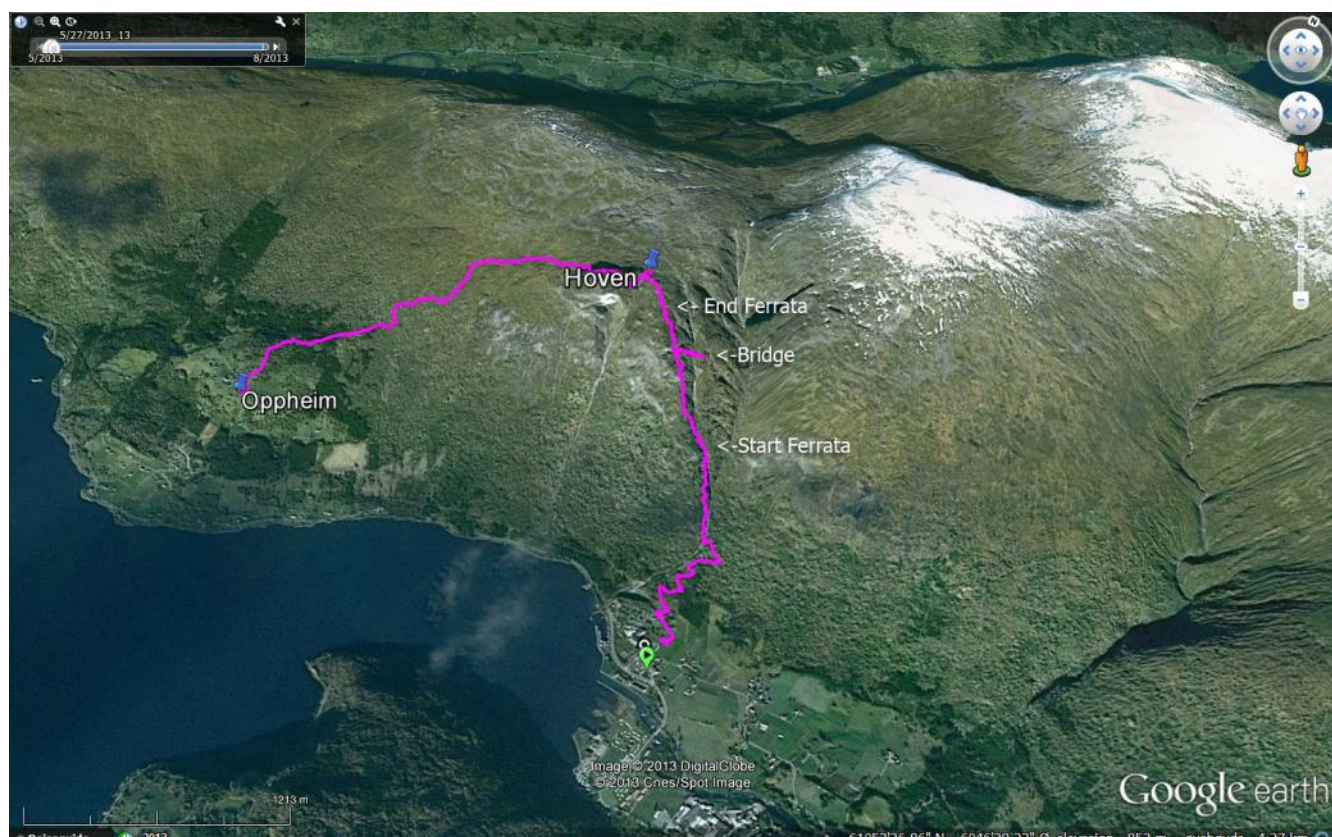 5/27/2013 13
5/2013
8/2013
N
Hoven
<- End Ferrata
<-Bridge
Oppheim
<-Start Ferrata
Image © 2013 DigitalGlobe
© 2013 Cnes/Spot Image
Google earth
1213 m
2013